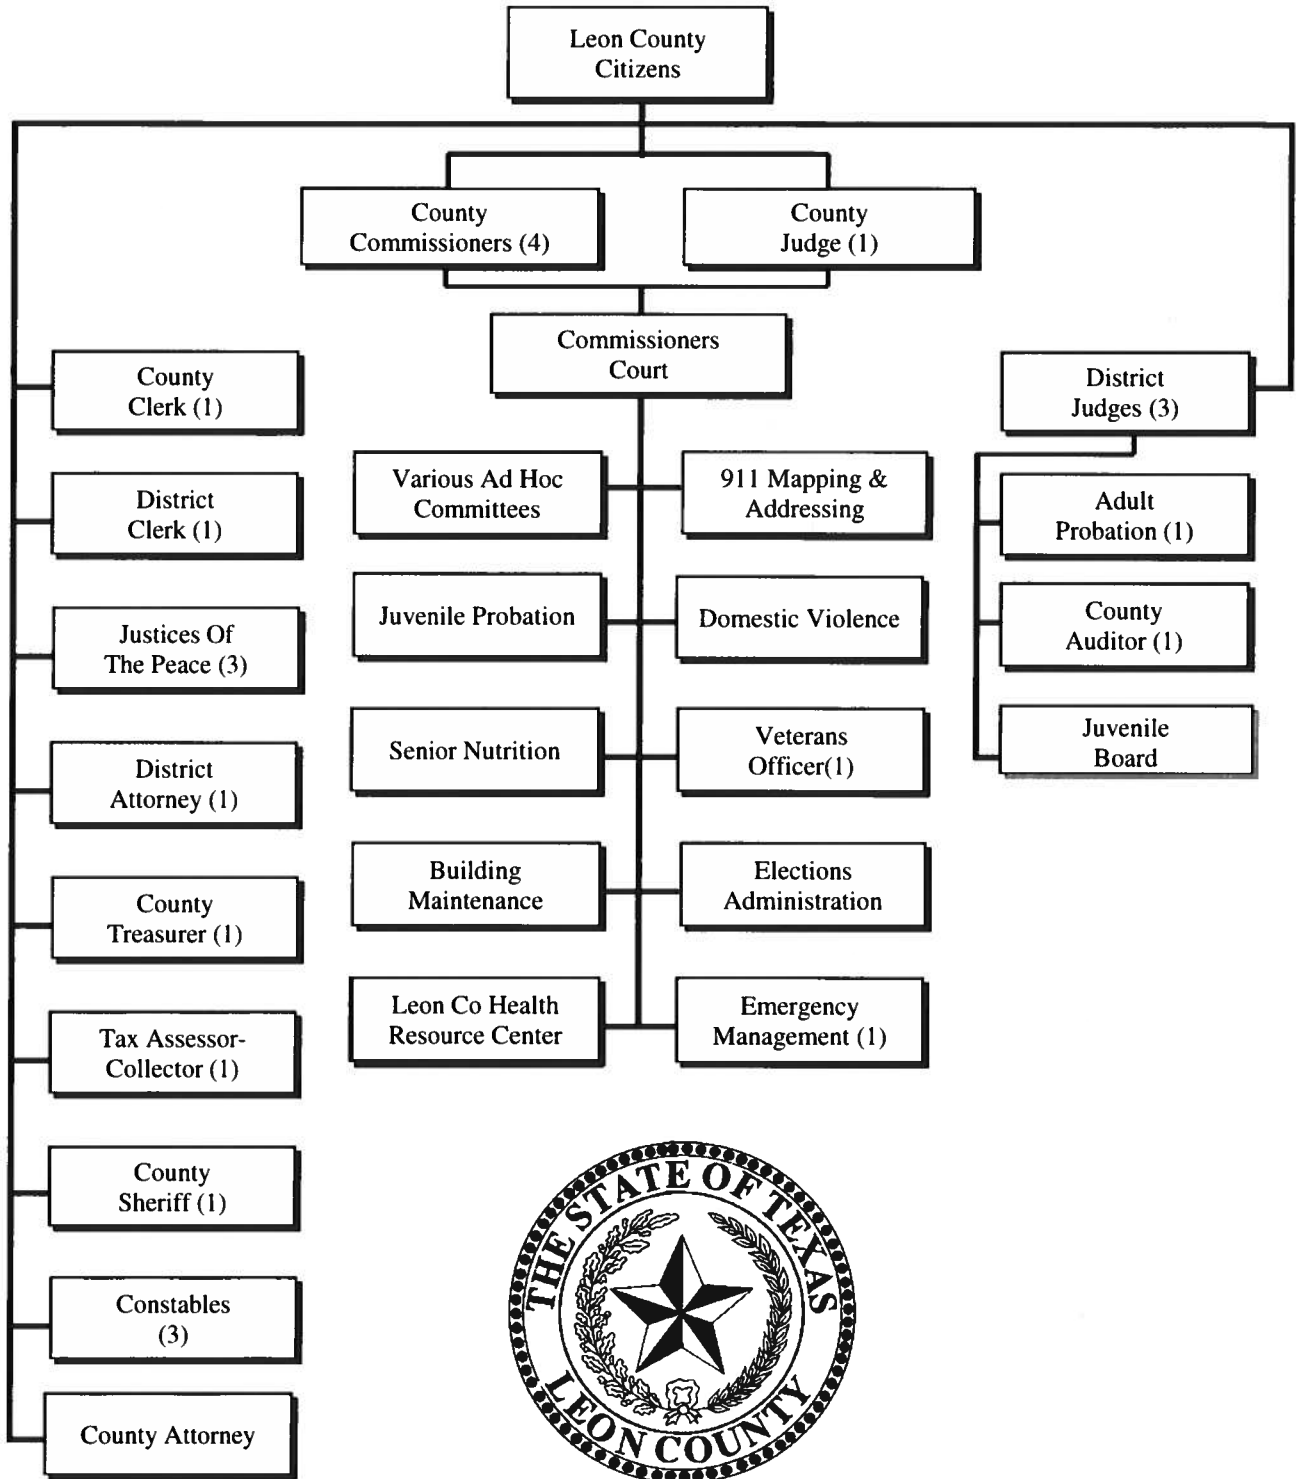 Leon County
Citizens
County
Commissioners (4)
County
Judge (1)
Commissioners
Court
County
Clerk (1)
District
Clerk (1)
Justices Of
The Peace (3)
District
Attorney (1)
County
Treasurer (1)
Tax Assessor-
Collector (1)
County
Sheriff (1)
Constables
(3)
County Attorney
Various Ad Hoc
Committees
911 Mapping &
Addressing
Juvenile Probation
Domestic Violence
Senior Nutrition
Veterans
Officer(1)
Building
Maintenance
Elections
Administration
Leon Co Health
Resource Center
Emergency
Management (1)
District
Judges (3)
Adult
Probation (1)
County
Auditor (1)
Juvenile
Board
THE STATE OF TEXAS
LEON COUNTY